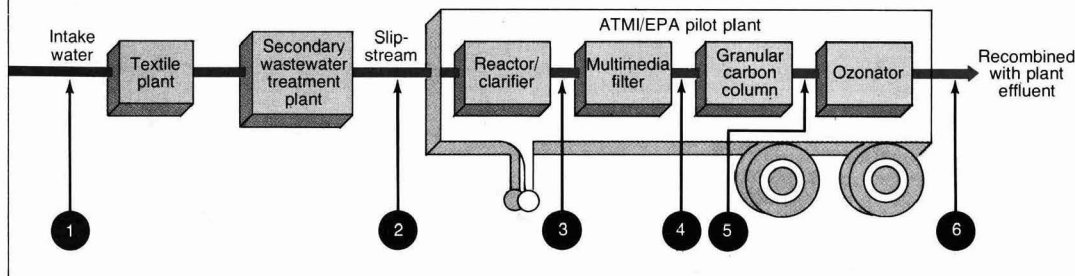 ATMI/EPA pilot plant
Intake
water
Textile
plant
Secondary
wastewater
treatment
plant
Slip-
stream
Reactor/
clarifier
Multimedia
filter
Granular
carbon
column
Ozonator
Recombined
with plant
effluent
1
2
3
4
5
6